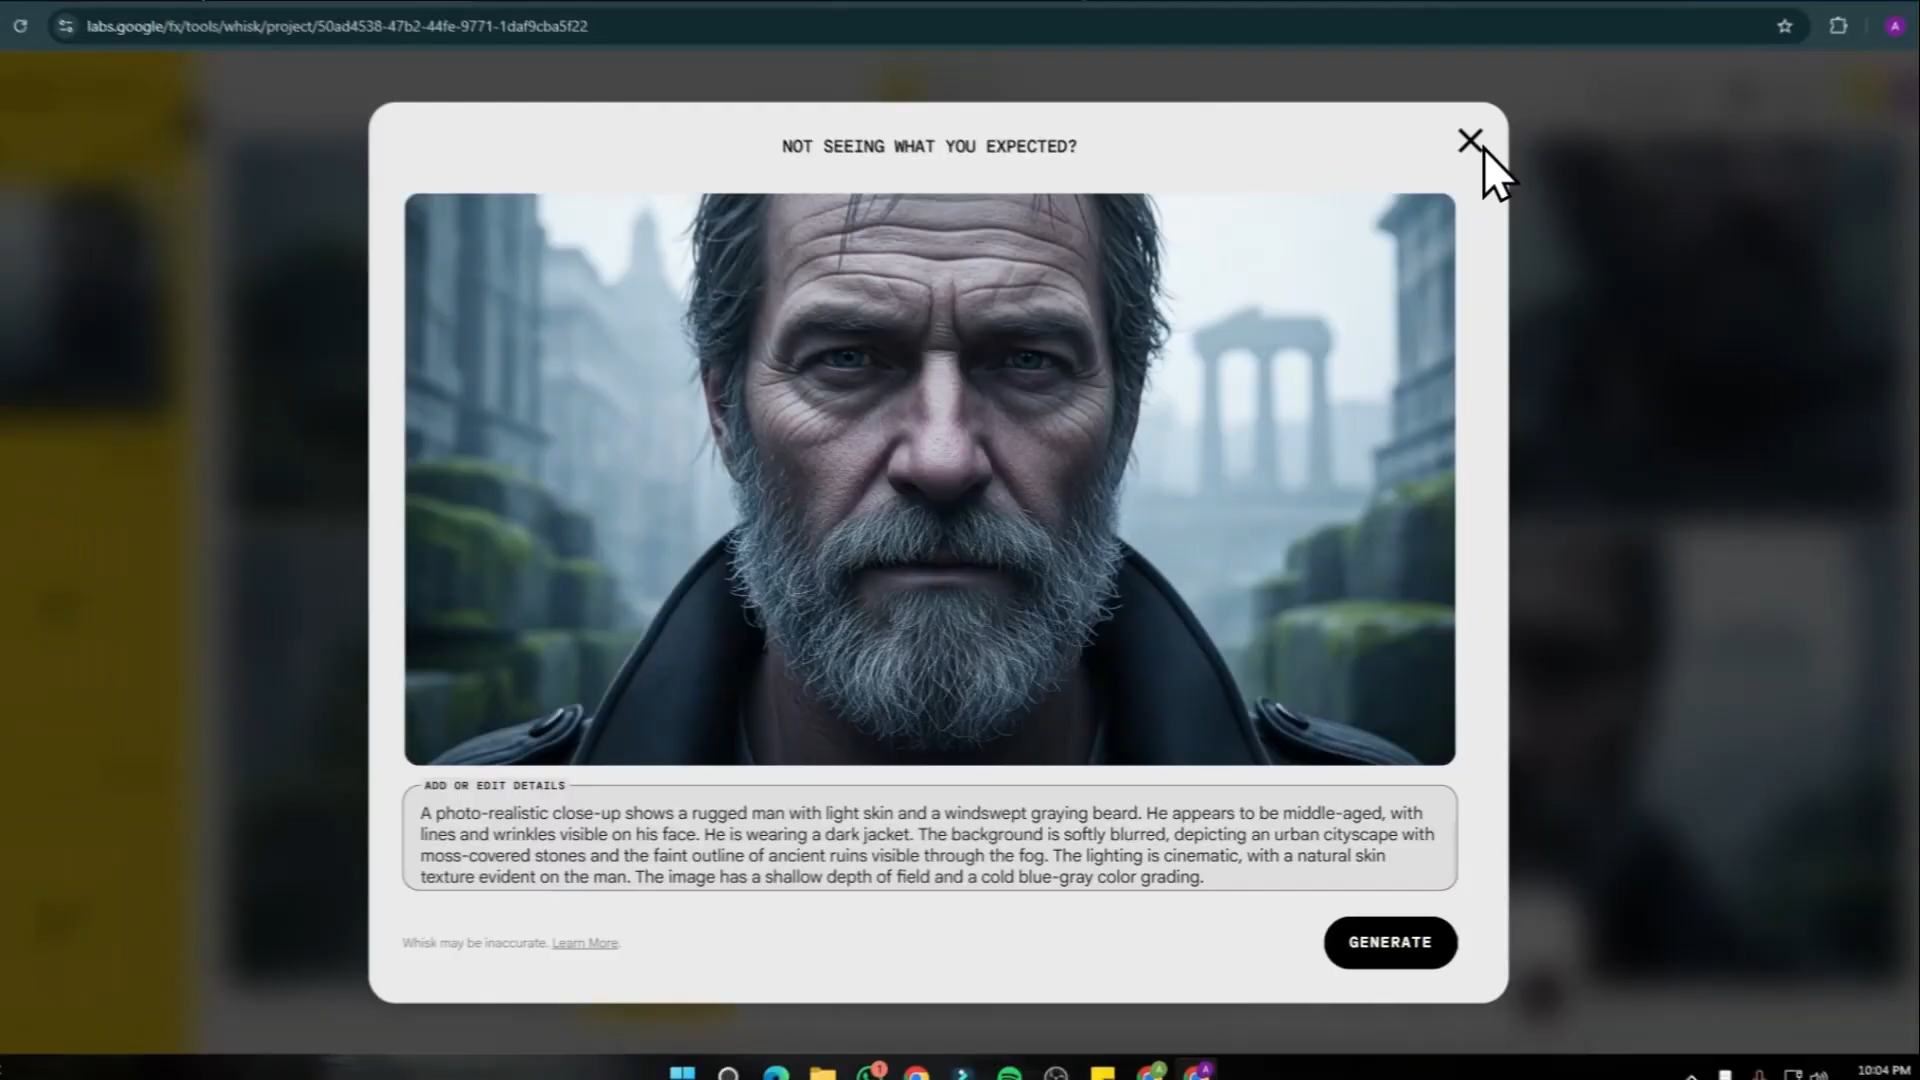 labs.google/fx/tools/whisk/project/50ad4538-47b2-44fe-9771-1daf9cba5f22
A
NOT SEEING WHAT YOU EXPECTED?
ADD OR EDIT DETAILS
A photo-realistic close-up shows a rugged man with light skin and a windswept graying beard. He appears to be middle-aged, with
lines and wrinkles visible on his face. He is wearing a dark jacket. The background is softly blurred, depicting an urban cityscape with
moss-covered stones and the faint outline of ancient ruins visible through the fog. The lighting is cinematic, with a natural skin
texture evident on the man. The image has a shallow depth of field and a cold blue-gray color grading.
Whisk may be inaccurate. Learn More.
GENERATE
1
A
A
10:04 PM